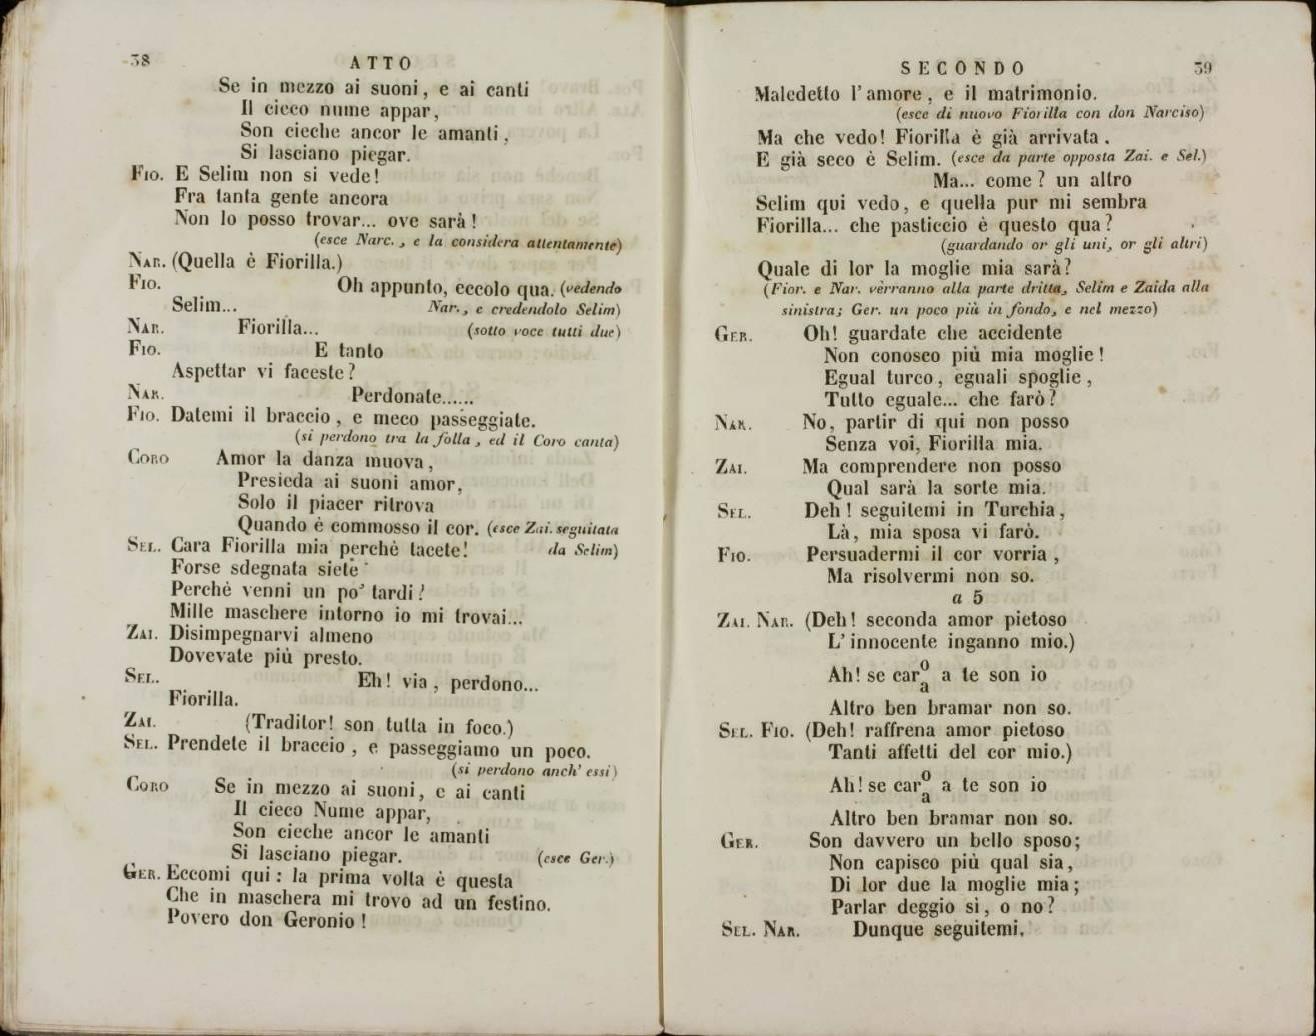 38
ATTO
Se in mezzo ai suoni, e ai canti
Il cieco nume appar,
Son cieche ancor le amanti,
Si lasciano piegar.
Fio. E Selim non si vede!
Fra tanta gente ancora
Non lo posso trovar... ove sarà!
(esce Narc., e la considera attentamente)
Nar. (Quella è Fiorilla.)
Fio. Oh appunto, eccolo qua. (vedendo
Selim... Nar., e credendolo Selim)
Nar. Fiorilla... (sotto voce tutti due)
Fio. E tanto
Aspettar vi faceste?
Nar. Perdonate......
Fio. Datemi il braccio, e meco passeggiate.
(si perdono tra la folla, ed il Coro canta)
Coro Amor la danza muova,
Presieda ai suoni amor,
Solo il piacer ritrova
Quando è commosso il cor. (esce Zai. seguitata
Sel. Cara Fiorilla mia perchè tacete! da Selim)
Forse sdegnata siete
Perchè venni un po' tardi?
Mille maschere intorno io mi trovai...
Zai. Disimpegnarvi almeno
Dovevate più presto.
Sel. Eh! via, perdono...
Fiorilla.
Zai. (Traditor! son tutta in foco.)
Sel. Prendete il braccio, e passeggiamo un poco.
(si perdono anch' essi)
Coro Se in mezzo ai suoni, e ai canti
Il cieco Nume appar,
Son cieche ancor le amanti
Si lasciano piegar. (esce Ger.)
Ger. Eccomi qui: la prima volta è questa
Che in maschera mi trovo ad un festino.
Povero don Geronio!
SECONDO
39
Maledetto l'amore, e il matrimonio.
(esce di nuovo Fiorilla con don Narciso)
Ma che vedo! Fiorilla è già arrivata.
E già seco è Selim. (esce da parte opposta Zai. e Sel.)
Ma... come? un altro
Selim qui vedo, e quella pur mi sembra
Fiorilla... che pasticcio è questo qua?
(guardando or gli uni, or gli altri)
Quale di lor la moglie mia sarà?
(Fior. e Nar. verranno alla parte dritta, Selim e Zaida alla
sinistra; Ger. un poco più in fondo, e nel mezzo)
Ger. Oh! guardate che accidente
Non conosco più mia moglie!
Egual turco, eguali spoglie,
Tutto eguale... che farò?
Nar. No, partir di qui non posso
Senza voi, Fiorilla mia.
Zai. Ma comprendere non posso
Qual sarà la sorte mia.
Sel. Deh! seguitemi in Turchia,
Là, mia sposa vi farò.
Fio. Persuadermi il cor vorria,
Ma risolvermi non so.
a 5
Zai. Nar. (Deh! seconda amor pietoso
L'innocente inganno mio.)
Ah! se car o/a a te son io
Altro ben bramar non so.
Sel. Fio. (Deh! raffrena amor pietoso
Tanti affetti del cor mio.)
Ah! se car o/a a te son io
Altro ben bramar non so.
Ger. Son davvero un bello sposo;
Non capisco più qual sia,
Di lor due la moglie mia;
Parlar deggio sì, o no?
Sel. Nar. Dunque seguitemi,